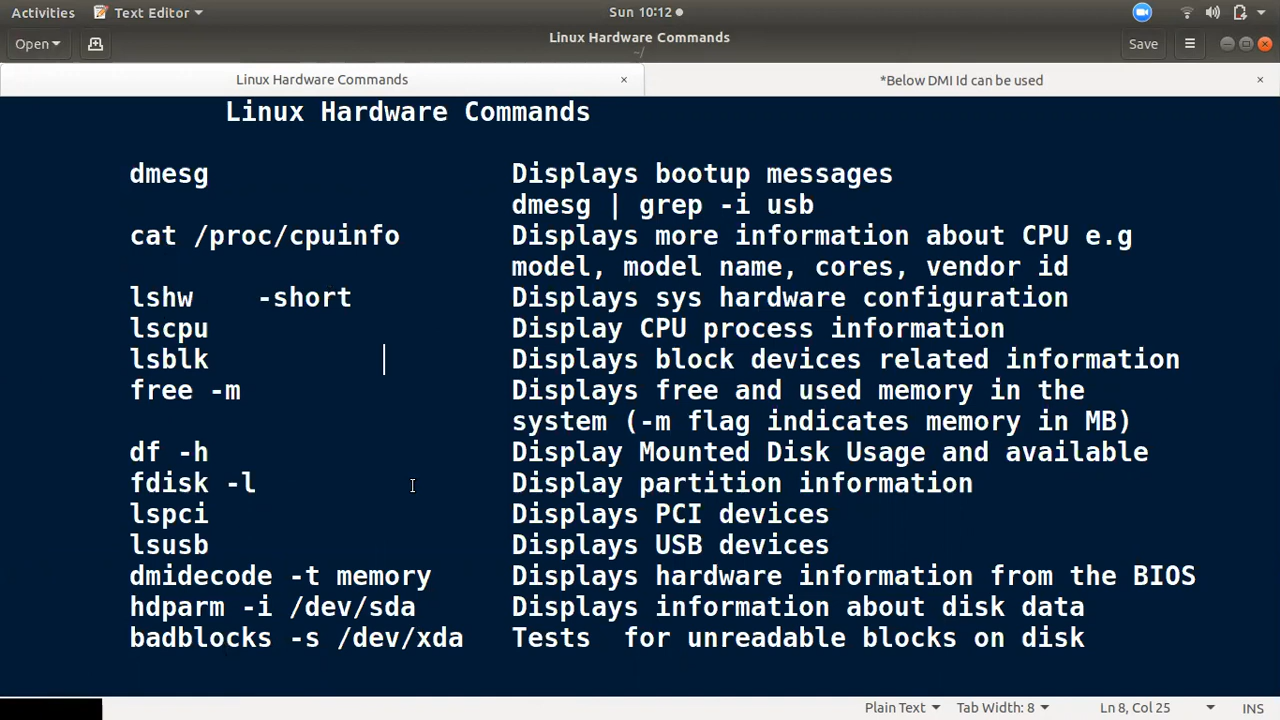 Activities Text Editor Sun 10:12
Open Linux Hardware Commands Save
~/
Linux Hardware Commands *Below DMI Id can be used
Linux Hardware Commands
dmesg Displays bootup messages
dmesg | grep -i usb
cat /proc/cpuinfo Displays more information about CPU e.g
model, model name, cores, vendor id
lshw -short Displays sys hardware configuration
lscpu Display CPU process information
lsblk Displays block devices related information
free -m Displays free and used memory in the
system (-m flag indicates memory in MB)
df -h Display Mounted Disk Usage and available
fdisk -l Display partition information
lspci Displays PCI devices
lsusb Displays USB devices
dmidecode -t memory Displays hardware information from the BIOS
hdparm -i /dev/sda Displays information about disk data
badblocks -s /dev/xda Tests for unreadable blocks on disk
Plain Text Tab Width: 8 Ln 8, Col 25 INS